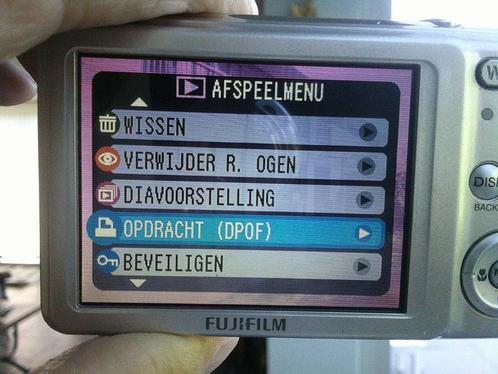 AFSPEELMENU
WISSEN
VERWIJDER R. OGEN
DIAVOORSTELLING
OPDRACHT (DPOF)
BEVEILIGEN
FUJIFILM
DISP
BACK